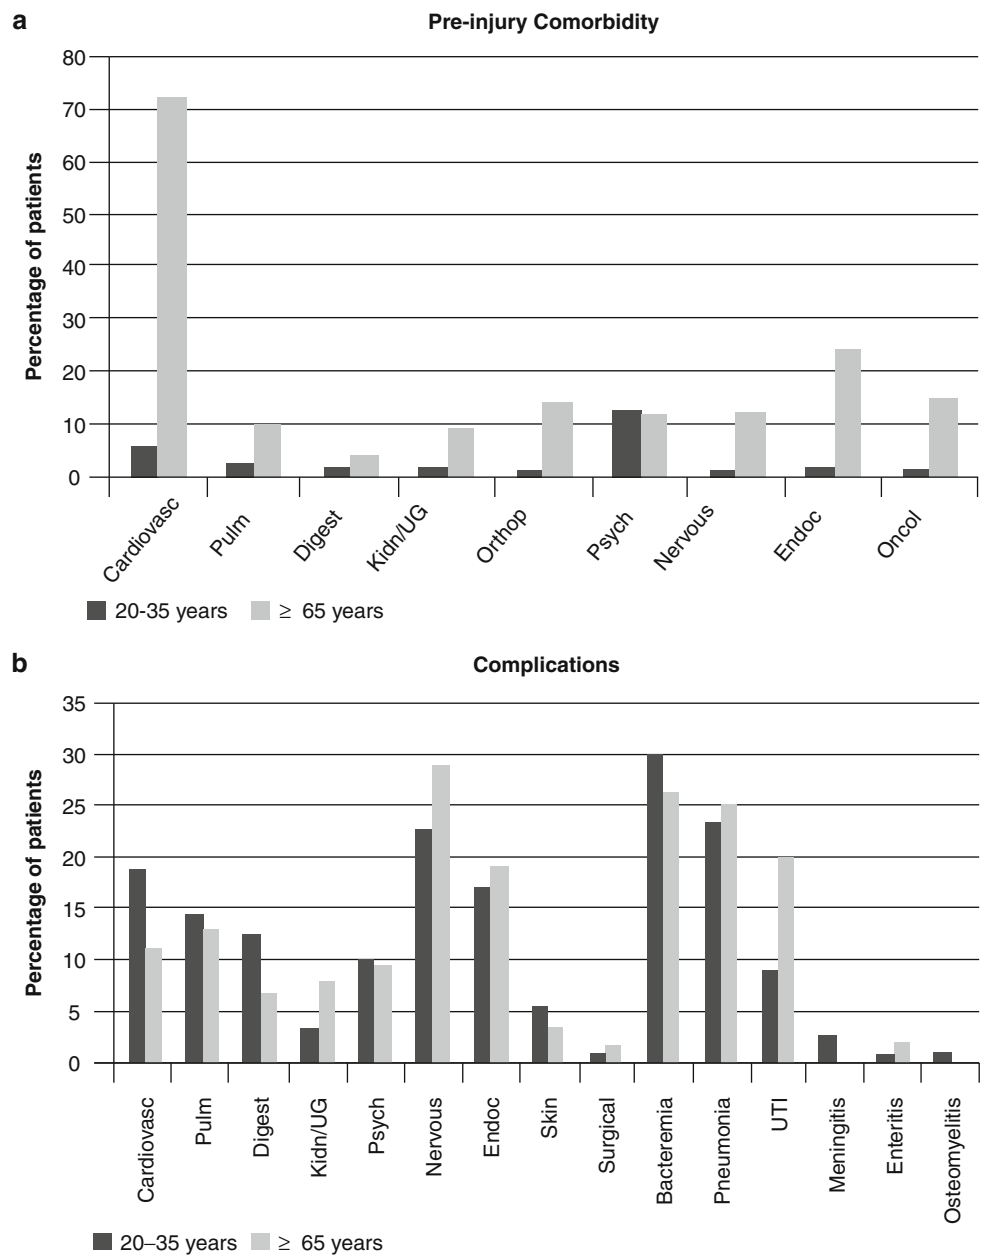 a
Pre-injury Comorbidity
Percentage of patients
80
70
60
50
40
30
20
10
0
Cardiovasc
Pulm
Digest
Kidn/UG
Orthop
Psych
Nervous
Endoc
Oncol
20-35 years ≥ 65 years
b
Complications
Percentage of patients
35
30
25
20
15
10
5
0
Cardiovasc
Pulm
Digest
Kidn/UG
Psych
Nervous
Endoc
Skin
Surgical
Bacteremia
Pneumonia
UTI
Meningitis
Enteritis
Osteomyelitis
20–35 years ≥ 65 years